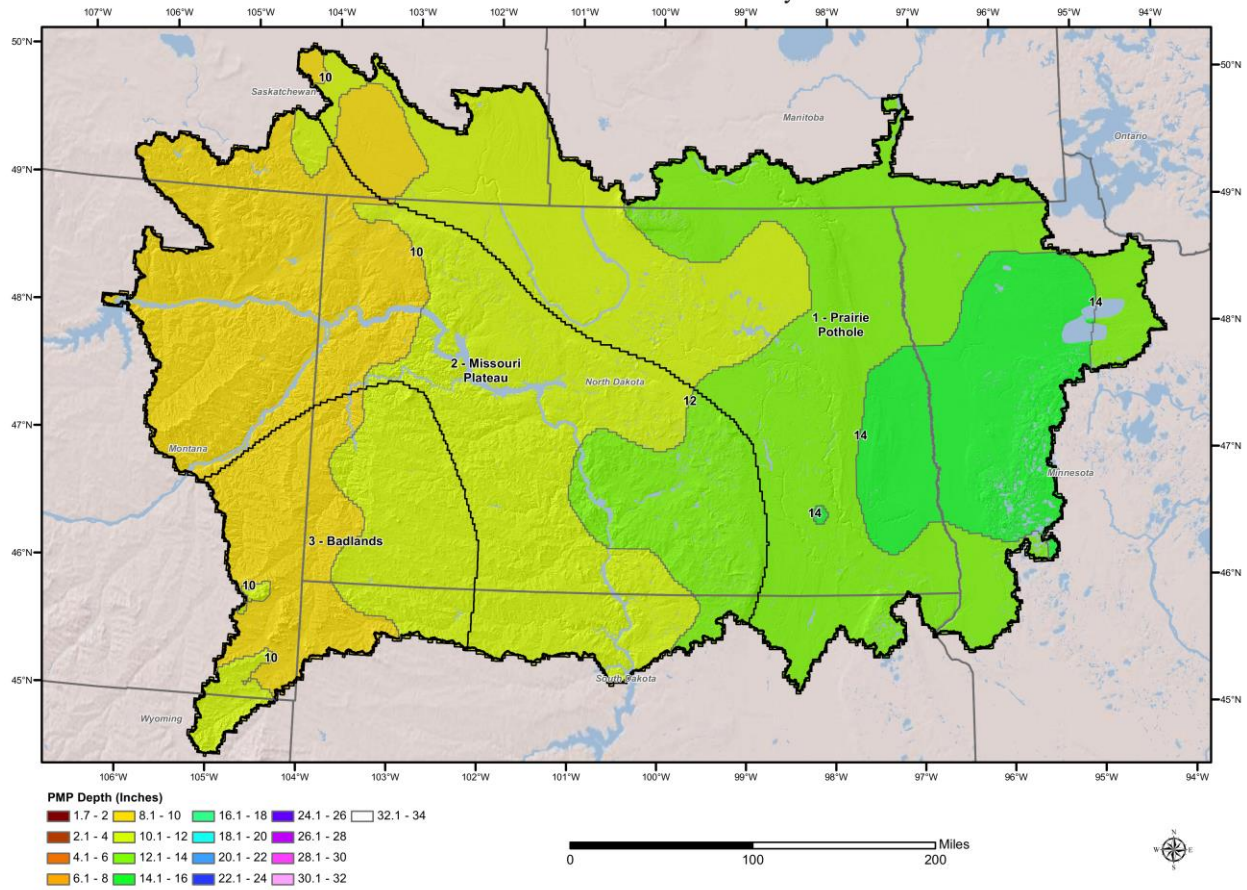 107°W 106°W 105°W 104°W 103°W 102°W 101°W 100°W 99°W 98°W 97°W 96°W 95°W 94°W
50°N 50°N
10
Saskatchewan
Manitoba
Ontario
49°N 49°N
10
48°N 48°N
14
1 - Prairie
Pothole
2 - Missouri
Plateau
North Dakota
12
47°N 47°N
14
Montana
Minnesota
14
46°N 46°N
3 - Badlands
10
10
45°N 45°N
South Dakota
Wyoming
106°W 105°W 104°W 103°W 102°W 101°W 100°W 99°W 98°W 97°W 96°W 95°W 94°W
PMP Depth (Inches)
1.7 - 2 8.1 - 10 16.1 - 18 24.1 - 26 32.1 - 34
2.1 - 4 10.1 - 12 18.1 - 20 26.1 - 28
4.1 - 6 12.1 - 14 20.1 - 22 28.1 - 30
6.1 - 8 14.1 - 16 22.1 - 24 30.1 - 32
Miles
0 100 200
N
W E
S